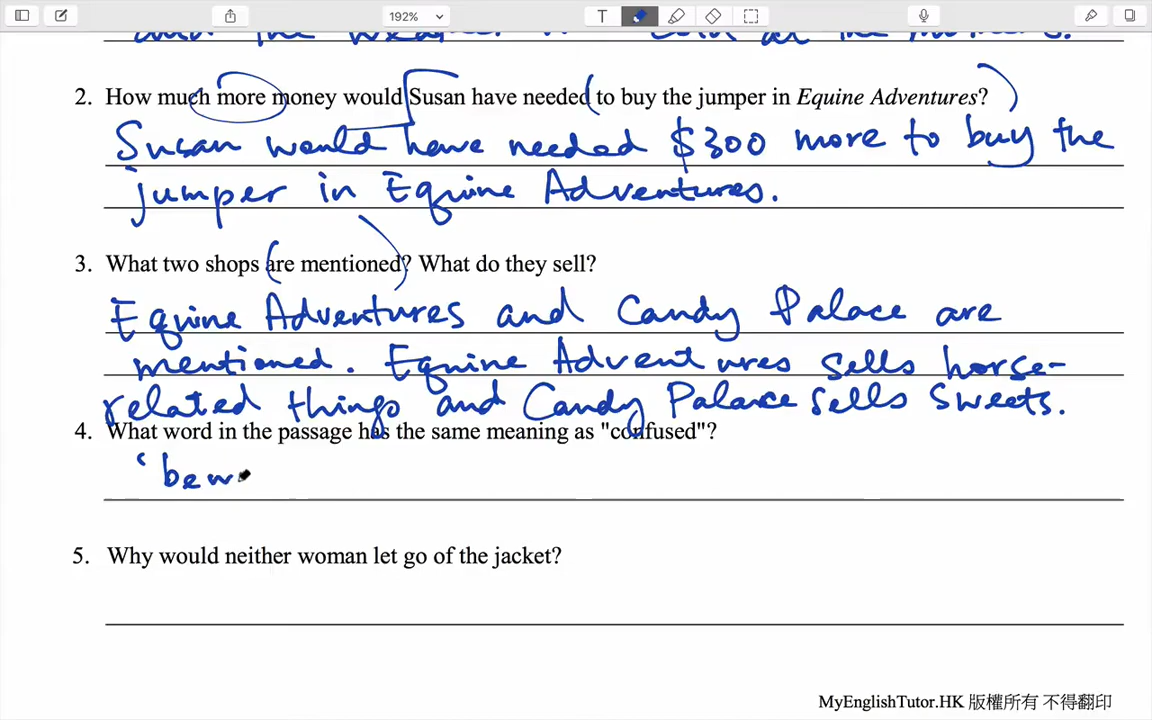 192%
T
2. How much more money would Susan have needed to buy the jumper in Equine Adventures?
Susan would have needed $300 more to buy the
jumper in Equine Adventures.
3. What two shops are mentioned? What do they sell?
Equine Adventures and Candy Palace are
mentioned. Equine Adventures sells horse-
related things and Candy Palace sells sweets.
4. What word in the passage has the same meaning as "confused"?
'bew
5. Why would neither woman let go of the jacket?
MyEnglishTutor.HK 版權所有 不得翻印